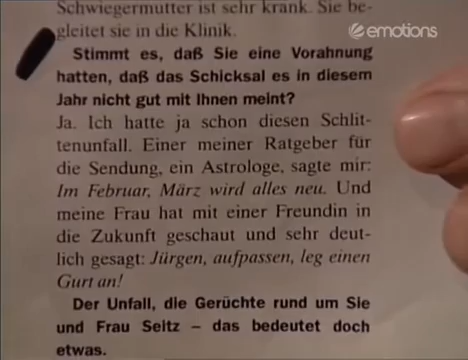 Schwiegermutter ist sehr krank. Sie be-
gleitet sie in die Klinik.
emotions
Stimmt es, daß Sie eine Vorahnung
hatten, daß das Schicksal es in diesem
Jahr nicht gut mit Ihnen meint?
Ja. Ich hatte ja schon diesen Schlit-
tenunfall. Einer meiner Ratgeber für
die Sendung, ein Astrologe, sagte mir:
Im Februar, März wird alles neu. Und
meine Frau hat mit einer Freundin in
die Zukunft geschaut und sehr deut-
lich gesagt: Jürgen, aufpassen, leg einen
Gurt an!
Der Unfall, die Gerüchte rund um Sie
und Frau Seitz – das bedeutet doch
etwas.